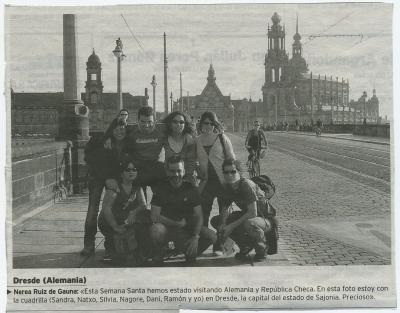 Dresde (Alemania)
► Nerea Ruiz de Gauna: «Esta Semana Santa hemos estado visitando Alemania y República Checa. En esta foto estoy con
la cuadrilla (Sandra, Natxo, Silvia, Nagore, Dani, Ramón y yo) en Dresde, la capital del estado de Sajonia. Precioso».